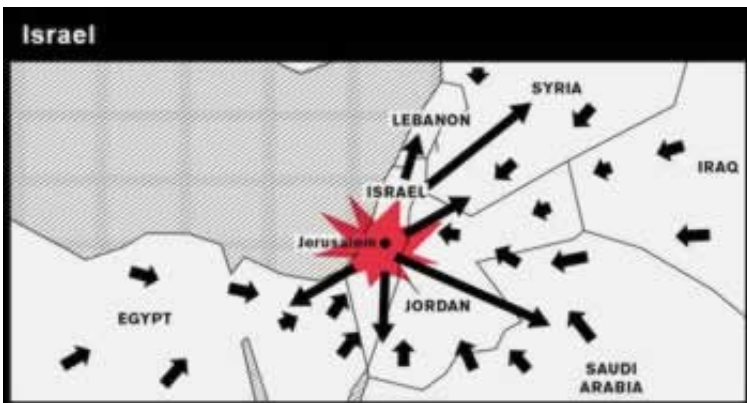 Israel
SYRIA
LEBANON
IRAQ
ISRAEL
Jerusalem
JORDAN
EGYPT
SAUDI
ARABIA